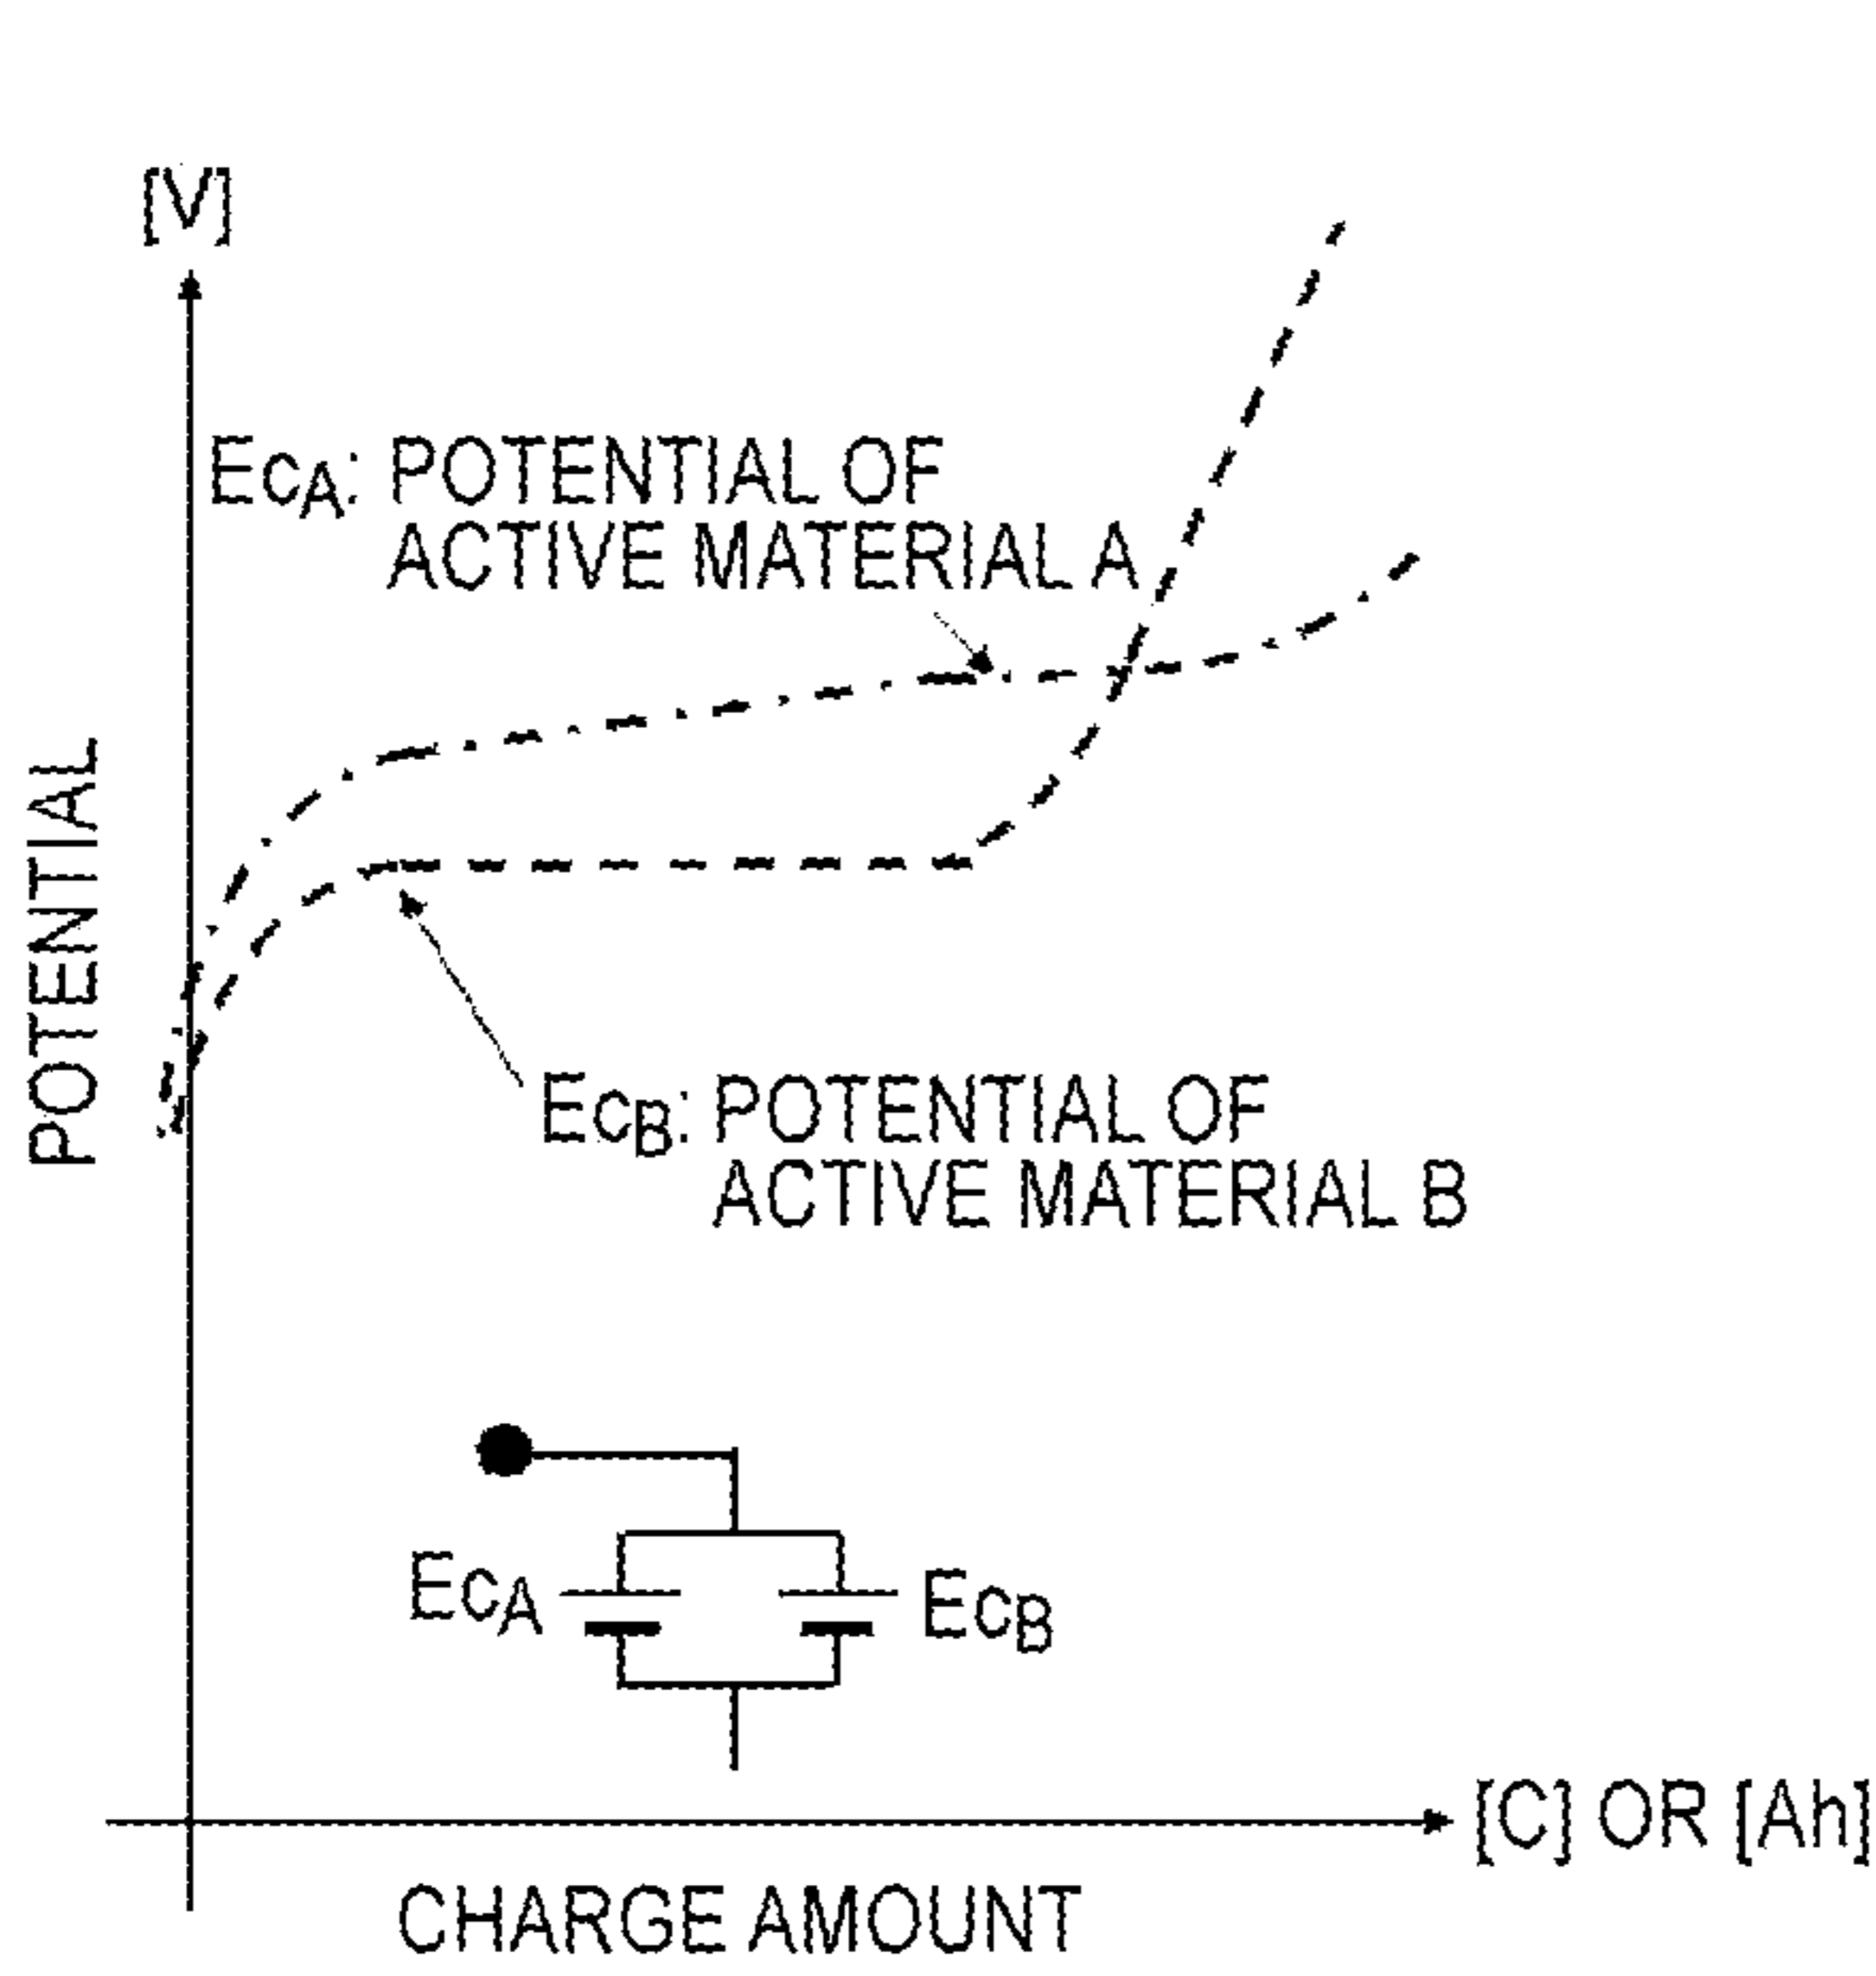 [V]
EcA: POTENTIAL OF
ACTIVE MATERIAL A
POTENTIAL
EcB: POTENTIAL OF
ACTIVE MATERIAL B
EcA
EcB
[C] OR [Ah]
CHARGE AMOUNT